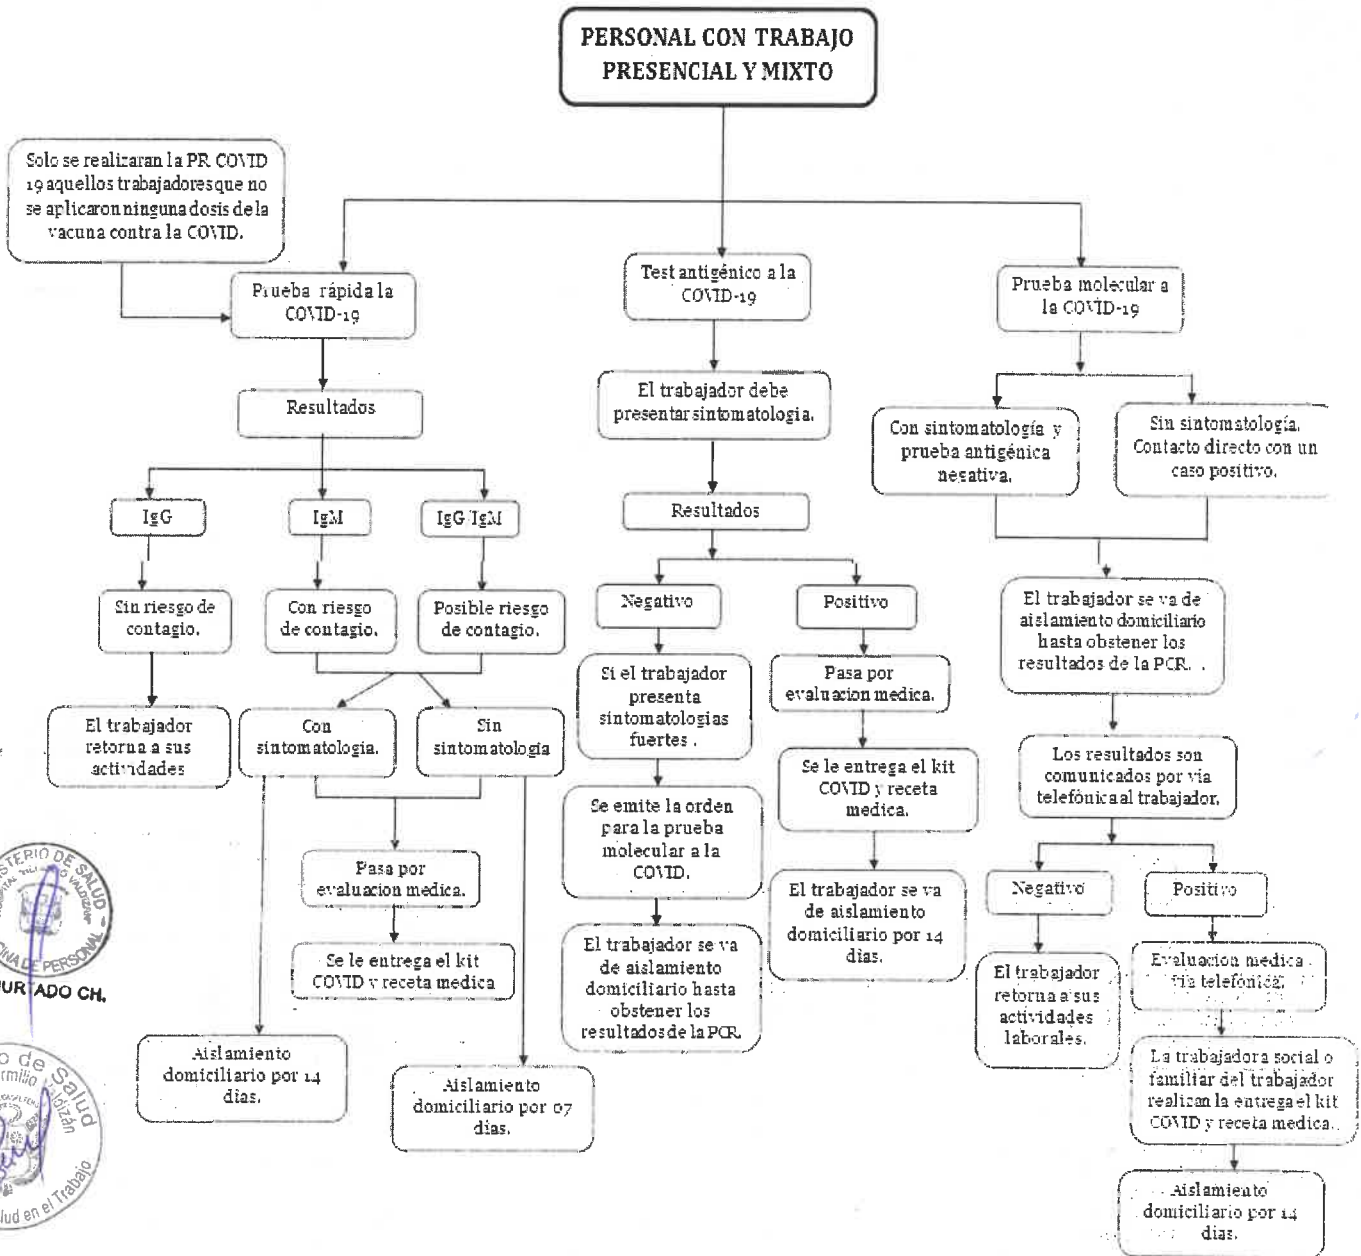 PERSONAL CON TRABAJO
PRESENCIAL Y MIXTO
Solo se realizaran la PR COVID
19 aquellos trabajadores que no
se aplicaron ninguna dosis de la
vacuna contra la COVID.
Prueba rápida la
COVID-19
Test antigénico a la
COVID-19
Prueba molecular a
la COVID-19
Resultados
El trabajador debe
presentar sintomatologia.
Con sintomatología y
prueba antigénica
negativa.
Sin sintomatología.
Contacto directo con un
caso positivo.
IgG
IgM
IgG IgM
Resultados
Sin riesgo de
contagio.
Con riesgo
de contagio.
Posible riesgo
de contagio.
Negativo
Positivo
El trabajador se va de
aislamiento domiciliario
hasta obstener los
resultados de la PCR. .
El trabajador
retorna a sus
actividades
Con
sintomatologia.
Sin
sintomatologia
Si el trabajador
presenta
sintomatologias
fuertes .
Pasa por
evaluacion medica.
Los resultados son
comunicados por via
telefónica al trabajador.
Se le entrega el kit
COVID y receta
medica.
Se emite la orden
para la prueba
molecular a la
COVID.
Pasa por
evaluacion medica.
El trabajador se va
de aislamiento
domiciliario por 14
dias.
Negativo
Positivo
Se le entrega el kit
COVID y receta medica
El trabajador se va
de aislamiento
domiciliario hasta
obstener los
resultados de la PCR.
El trabajador
retorna a sus
actividades
laborales.
Evaluacion medica
via telefónica.
Aislamiento
domiciliario por 14
dias.
Aislamiento
domiciliario por 07
dias.
La trabajadora social o
familiar del trabajador
realizan la entrega el kit
COVID y receta medica.
Aislamiento
domiciliario por 14
dias.
DE SALUD
DE PERSONAL
ADO CH.
de Salud
en el Trabajo